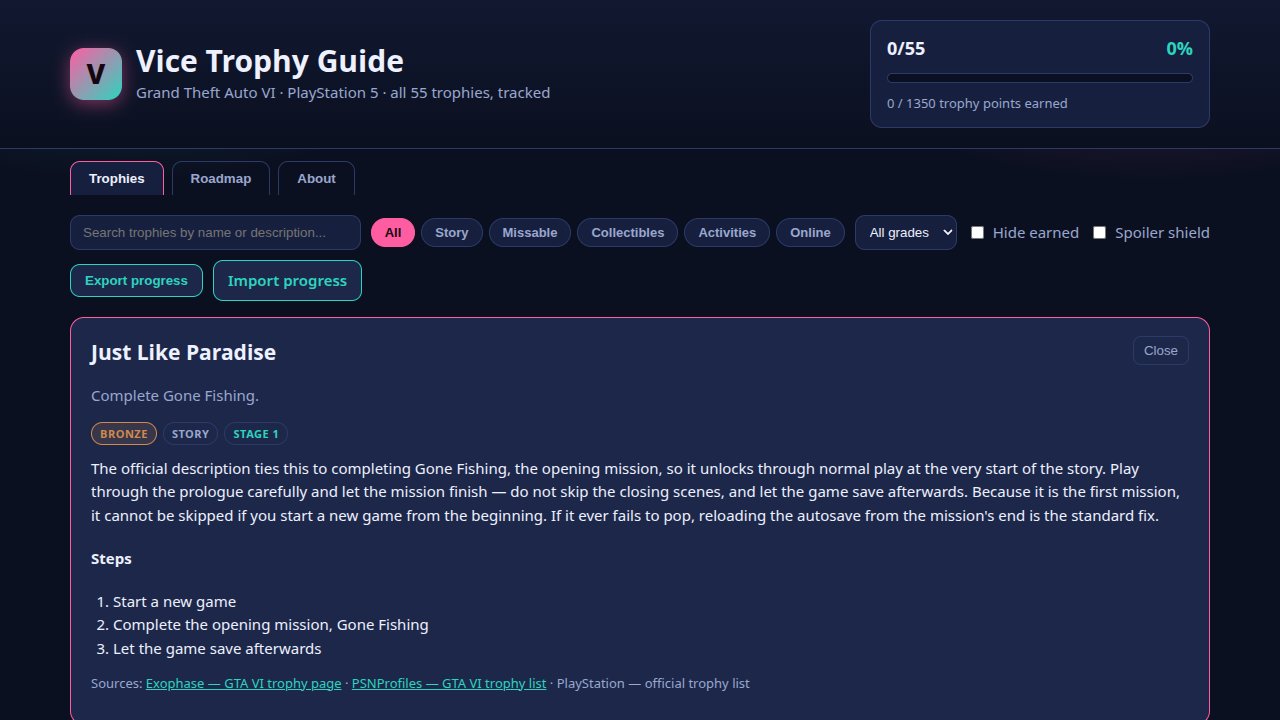 V
Vice Trophy Guide
Grand Theft Auto VI · PlayStation 5 · all 55 trophies, tracked
0/55 0%
0 / 1350 trophy points earned
Trophies Roadmap About
Search trophies by name or description... All Story Missable Collectibles Activities Online All grades Hide earned Spoiler shield
Export progress Import progress
Just Like Paradise Close
Complete Gone Fishing.
BRONZE STORY STAGE 1
The official description ties this to completing Gone Fishing, the opening mission, so it unlocks through normal play at the very start of the story. Play
through the prologue carefully and let the mission finish — do not skip the closing scenes, and let the game save afterwards. Because it is the first mission,
it cannot be skipped if you start a new game from the beginning. If it ever fails to pop, reloading the autosave from the mission's end is the standard fix.
Steps
1. Start a new game
2. Complete the opening mission, Gone Fishing
3. Let the game save afterwards
Sources: Exophase — GTA VI trophy page · PSNProfiles — GTA VI trophy list · PlayStation — official trophy list